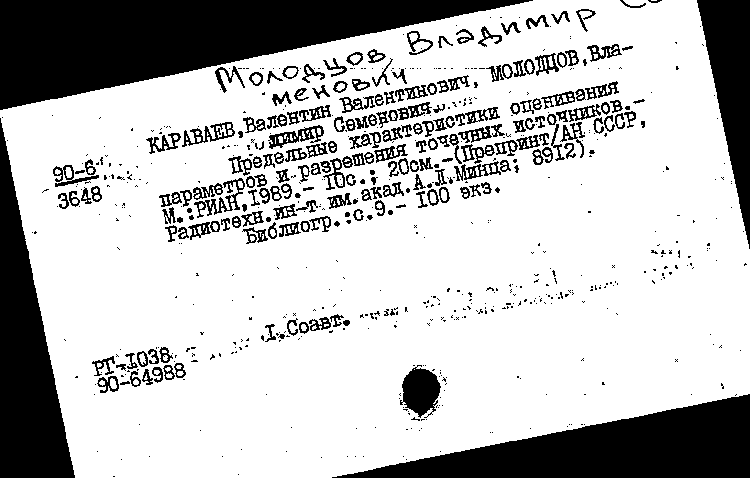 Молодцов Владимир
менович
КАРАВАЕВ,Валентин Валентинович, МОЛОДЦОВ,Вла-
димир Семенович.
Предельные характеристики оценивания
параметров и разрешения точечных источников.-
М.:РИАН,1989.- 10с.; 20см.-(Препринт/АН СССР,
Радиотехн.ин-т им.акад.А.Л.Минца; 8912).
Библиогр.:с.9.- 100 экз.
90-6
3648
I.Соавт.
РГ-1038
90-64988